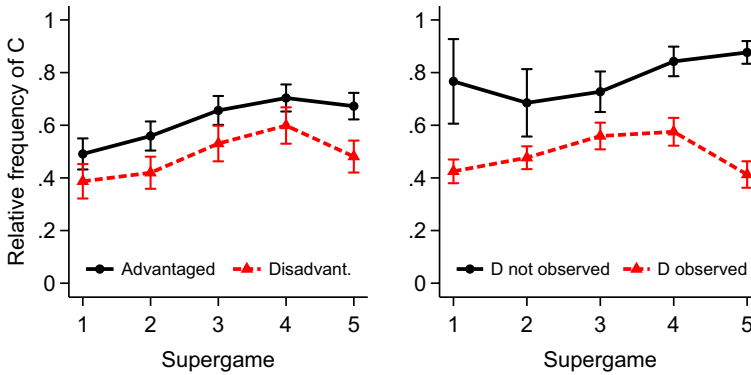 Relative frequency of C
1
.8
.6
.4
.2
0
Advantaged
Disadvant.
1 2 3 4 5
Supergame
1
.8
.6
.4
.2
0
D not observed
D observed
1 2 3 4 5
Supergame